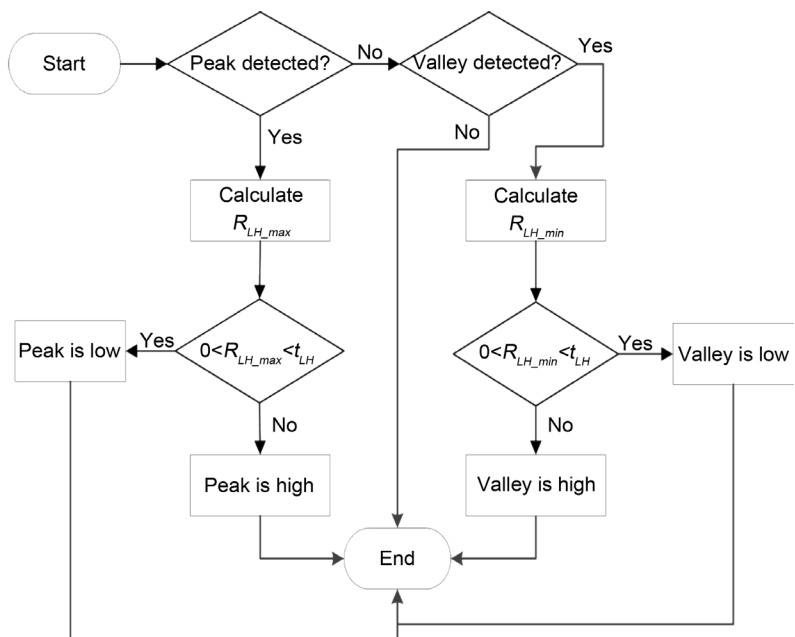 Start
Peak detected?
No
Valley detected?
Yes
Yes
No
Calculate
R_LH_max
Calculate
R_LH_min
Peak is low
Yes
0<R_LH_max<t_LH
0<R_LH_min<t_LH
Yes
Valley is low
No
No
Peak is high
Valley is high
End